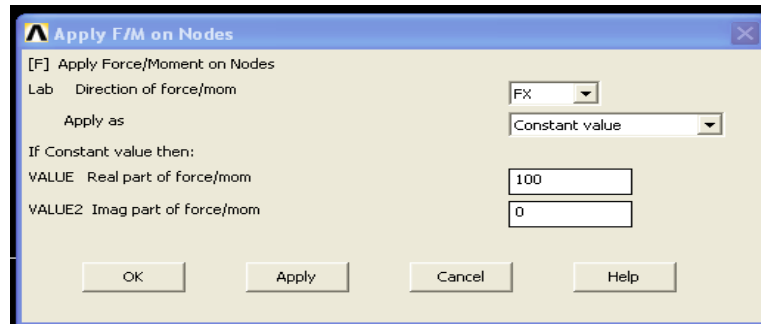 Apply F/M on Nodes
[F] Apply Force/Moment on Nodes
Lab Direction of force/mom FX
Apply as Constant value
If Constant value then:
VALUE Real part of force/mom 100
VALUE2 Imag part of force/mom 0
OK Apply Cancel Help